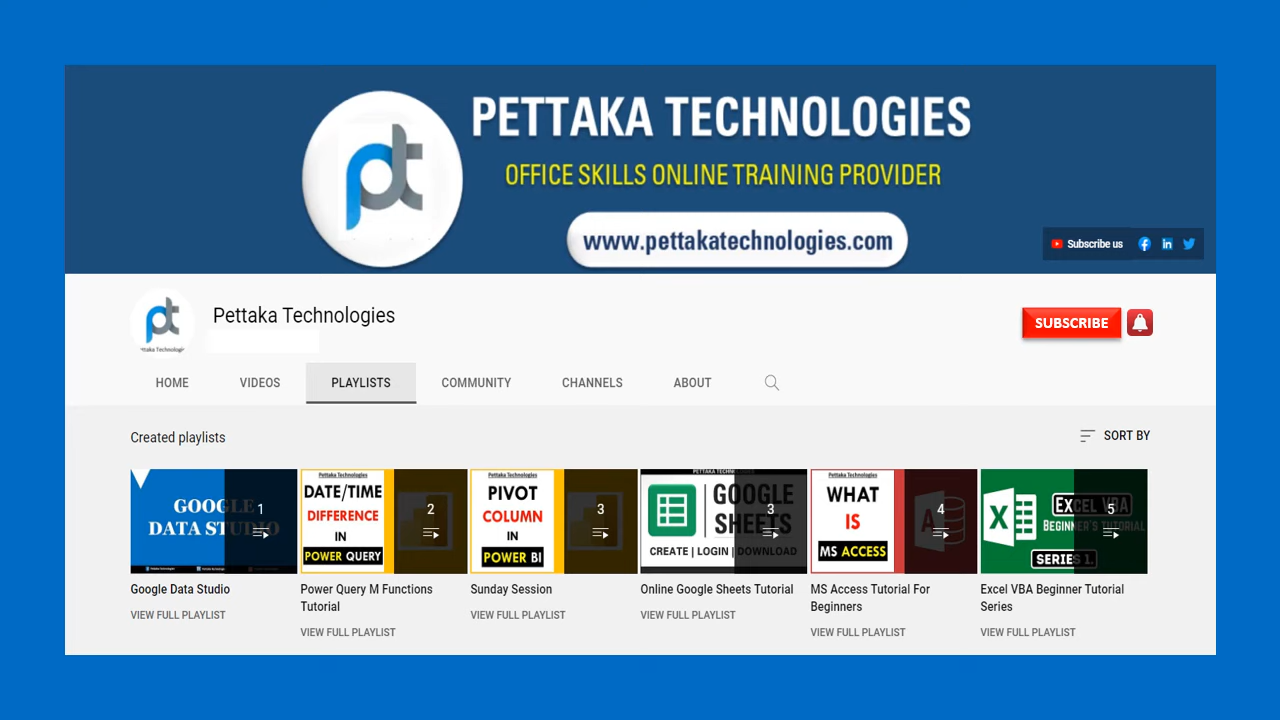 PETTAKA TECHNOLOGIES
OFFICE SKILLS ONLINE TRAINING PROVIDER
www.pettakatechnologies.com
Subscribe us
pt
Pettaka Technologies
SUBSCRIBE
HOME VIDEOS PLAYLISTS COMMUNITY CHANNELS ABOUT
Created playlists
SORT BY
GOOGLE
DATA STUDIO
1
Google Data Studio
VIEW FULL PLAYLIST
Pettaka Technologies
DATE/TIME
DIFFERENCE
IN
POWER QUERY
2
Power Query M Functions
Tutorial
VIEW FULL PLAYLIST
Pettaka Technologies
PIVOT
COLUMN
IN
POWER BI
3
Sunday Session
VIEW FULL PLAYLIST
PETTAKA TECHNOLOGIES
GOOGLE
SHEETS
CREATE | LOGIN | DOWNLOAD
3
Online Google Sheets Tutorial
VIEW FULL PLAYLIST
Pettaka Technologies
WHAT
IS
MS ACCESS
4
MS Access Tutorial For
Beginners
VIEW FULL PLAYLIST
EXCEL VBA
BEGINNER'S TUTORIAL
SERIES 1.
5
Excel VBA Beginner Tutorial
Series
VIEW FULL PLAYLIST